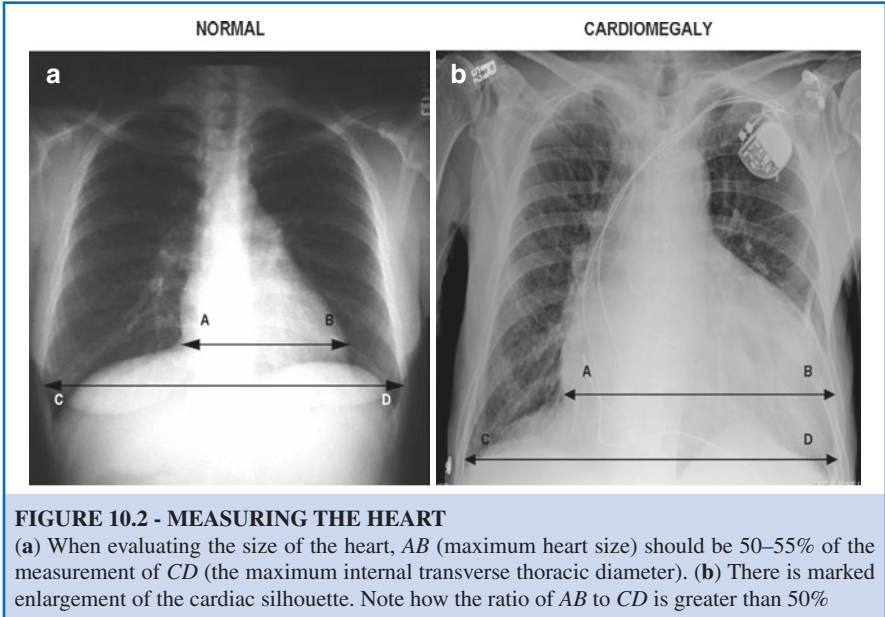 NORMAL
CARDIOMEGALY
a
b
A
B
C
D
A
B
C
D
FIGURE 10.2 - MEASURING THE HEART
(a) When evaluating the size of the heart, AB (maximum heart size) should be 50–55% of the
measurement of CD (the maximum internal transverse thoracic diameter). (b) There is marked
enlargement of the cardiac silhouette. Note how the ratio of AB to CD is greater than 50%